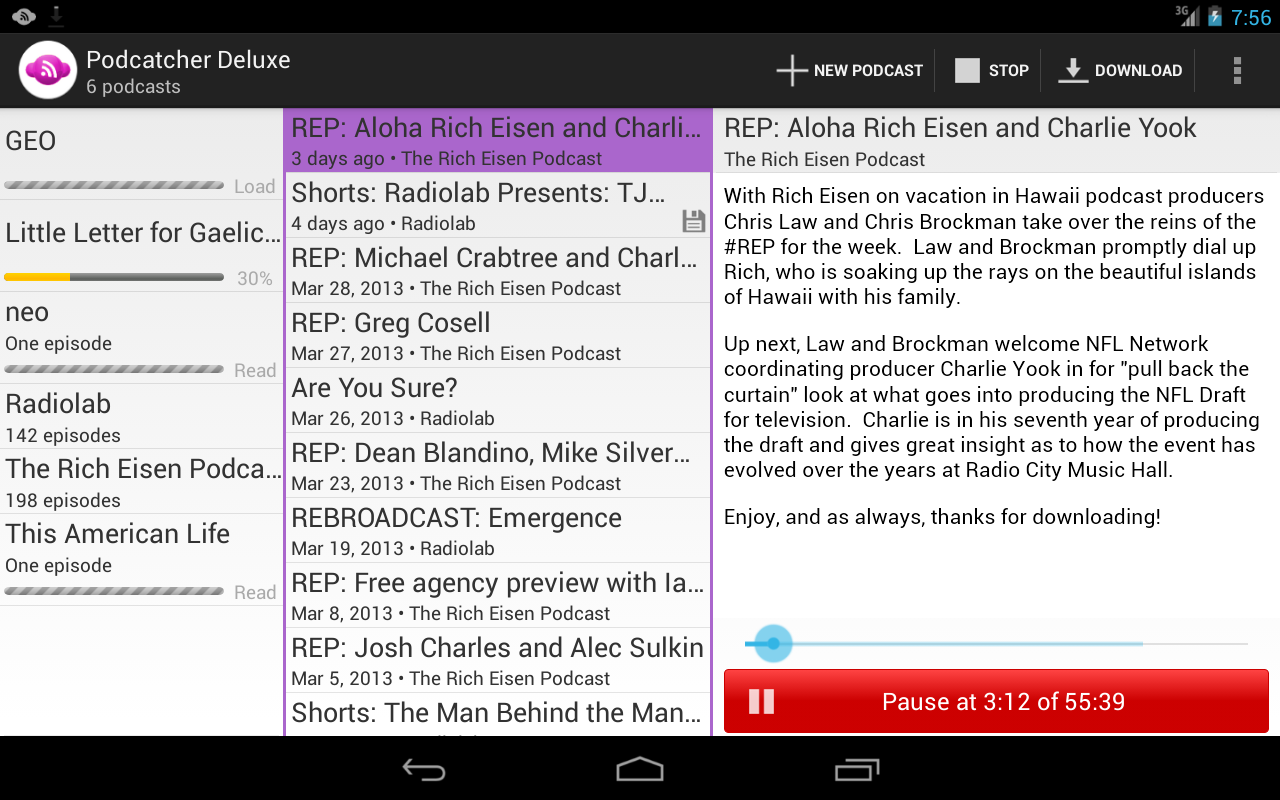 3G
7:56
Podcatcher Deluxe
6 podcasts
NEW PODCAST
STOP
DOWNLOAD
GEO
Load
Little Letter for Gaelic...
30%
neo
One episode
Read
Radiolab
142 episodes
The Rich Eisen Podca...
198 episodes
This American Life
One episode
Read
REP: Aloha Rich Eisen and Charli...
3 days ago • The Rich Eisen Podcast
Shorts: Radiolab Presents: TJ...
4 days ago • Radiolab
REP: Michael Crabtree and Charl...
Mar 28, 2013 • The Rich Eisen Podcast
REP: Greg Cosell
Mar 27, 2013 • The Rich Eisen Podcast
Are You Sure?
Mar 26, 2013 • Radiolab
REP: Dean Blandino, Mike Silver...
Mar 23, 2013 • The Rich Eisen Podcast
REBROADCAST: Emergence
Mar 19, 2013 • Radiolab
REP: Free agency preview with Ia...
Mar 8, 2013 • The Rich Eisen Podcast
REP: Josh Charles and Alec Sulkin
Mar 5, 2013 • The Rich Eisen Podcast
Shorts: The Man Behind the Man...
REP: Aloha Rich Eisen and Charlie Yook
The Rich Eisen Podcast
With Rich Eisen on vacation in Hawaii podcast producers
Chris Law and Chris Brockman take over the reins of the
#REP for the week.  Law and Brockman promptly dial up
Rich, who is soaking up the rays on the beautiful islands
of Hawaii with his family.
Up next, Law and Brockman welcome NFL Network
coordinating producer Charlie Yook in for "pull back the
curtain" look at what goes into producing the NFL Draft
for television.  Charlie is in his seventh year of producing
the draft and gives great insight as to how the event has
evolved over the years at Radio City Music Hall.
Enjoy, and as always, thanks for downloading!
Pause at 3:12 of 55:39